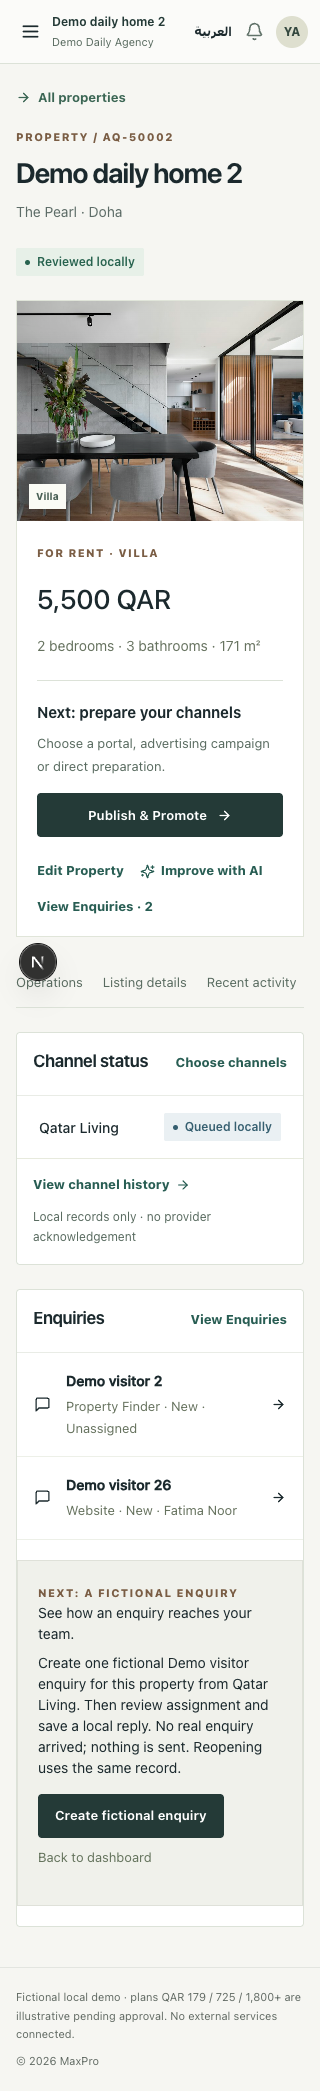 Demo daily home 2
Demo Daily Agency
العربية
YA
All properties
PROPERTY / AQ-50002
Demo daily home 2
The Pearl · Doha
Reviewed locally
Villa
FOR RENT · VILLA
5,500 QAR
2 bedrooms · 3 bathrooms · 171 m²
Next: prepare your channels
Choose a portal, advertising campaign
or direct preparation.
Publish & Promote
Edit Property
Improve with AI
View Enquiries · 2
N
Operations
Listing details
Recent activity
Channel status
Choose channels
Qatar Living
Queued locally
View channel history
Local records only · no provider
acknowledgement
Enquiries
View Enquiries
Demo visitor 2
Property Finder · New ·
Unassigned
Demo visitor 26
Website · New · Fatima Noor
NEXT: A FICTIONAL ENQUIRY
See how an enquiry reaches your
team.
Create one fictional Demo visitor
enquiry for this property from Qatar
Living. Then review assignment and
save a local reply. No real enquiry
arrived; nothing is sent. Reopening
uses the same record.
Create fictional enquiry
Back to dashboard
Fictional local demo · plans QAR 179 / 725 / 1,800+ are
illustrative pending approval. No external services
connected.
© 2026 MaxPro